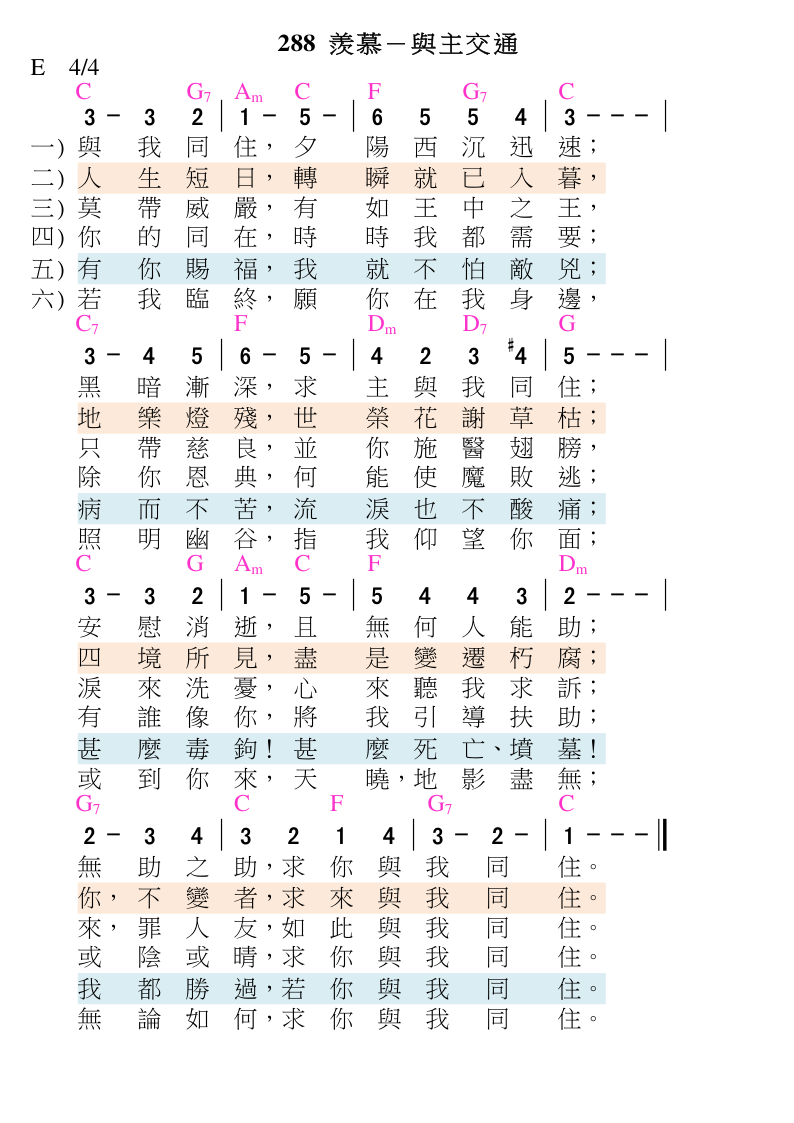 288 羨慕－與主交通
E 4/4
C G7 Am C F G7 C
3 - 3 2 | 1 - 5 - | 6 5 5 4 | 3 - - - |
一) 與我同住，夕陽西沉迅速；
二) 人生短日，轉瞬就已入暮，
三) 莫帶威嚴，有如王中之王，
四) 你的同在，時時我都需要；
五) 有你賜福，我就不怕敵兇；
六) 若我臨終，願你在我身邊，
C7 F Dm D7 G
3 - 4 5 | 6 - 5 - | 4 2 3 #4 | 5 - - - |
黑暗漸深，求主與我同住；
地樂燈殘，世榮花謝草枯；
只帶慈良，並你施醫翅膀，
除你恩典，何能使魔敗逃；
病而不苦，流淚也不酸痛；
照明幽谷，指我仰望你面；
C G Am C F Dm
3 - 3 2 | 1 - 5 - | 5 4 4 3 | 2 - - - |
安慰消逝，且無何人能助；
四境所見，盡是變遷朽腐；
淚來洗憂，心來聽我求訴；
有誰像你，將我引導扶助；
甚麼毒鉤！甚麼死亡、墳墓！
或到你來，天曉，地影盡無；
G7 C F G7 C
2 - 3 4 | 3 2 1 4 | 3 - 2 - | 1 - - - ||
無助之助，求你與我同住。
你，不變者，求來與我同住。
來，罪人友，如此與我同住。
或陰或晴，求你與我同住。
我都勝過，若你與我同住。
無論如何，求你與我同住。